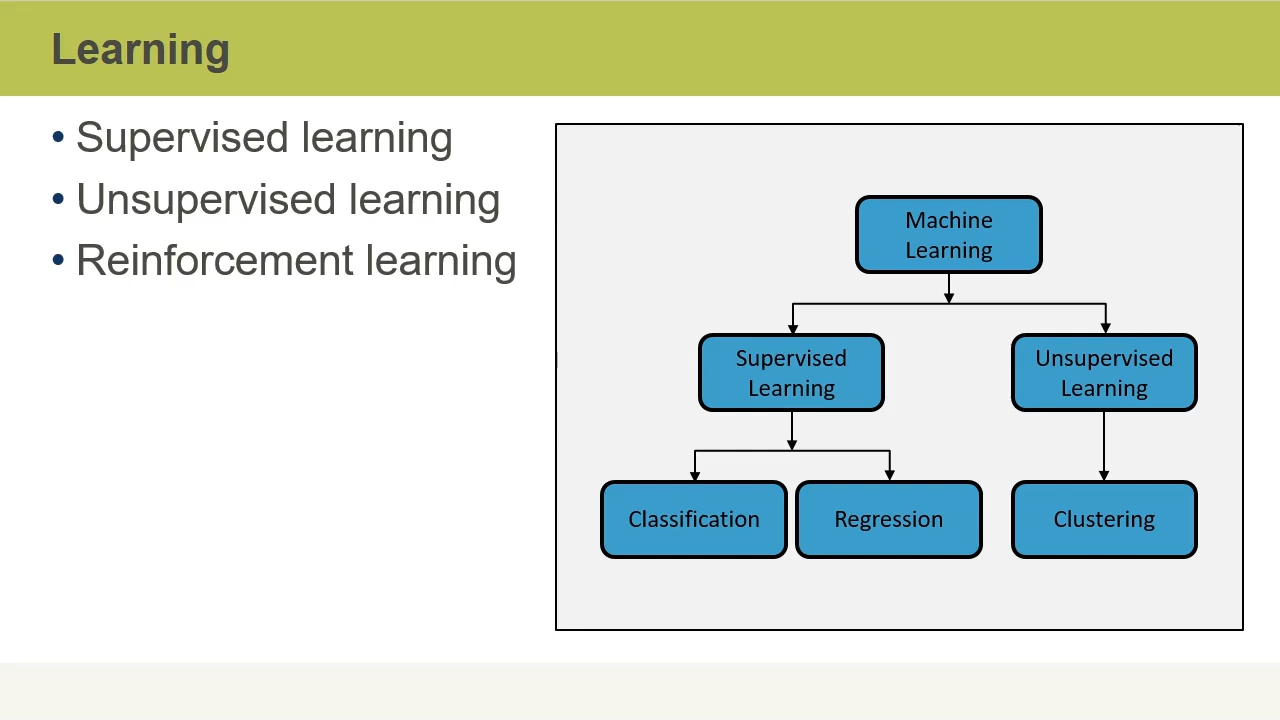 Learning
• Supervised learning
• Unsupervised learning
• Reinforcement learning
Machine
Learning
Supervised
Learning
Unsupervised
Learning
Classification
Regression
Clustering